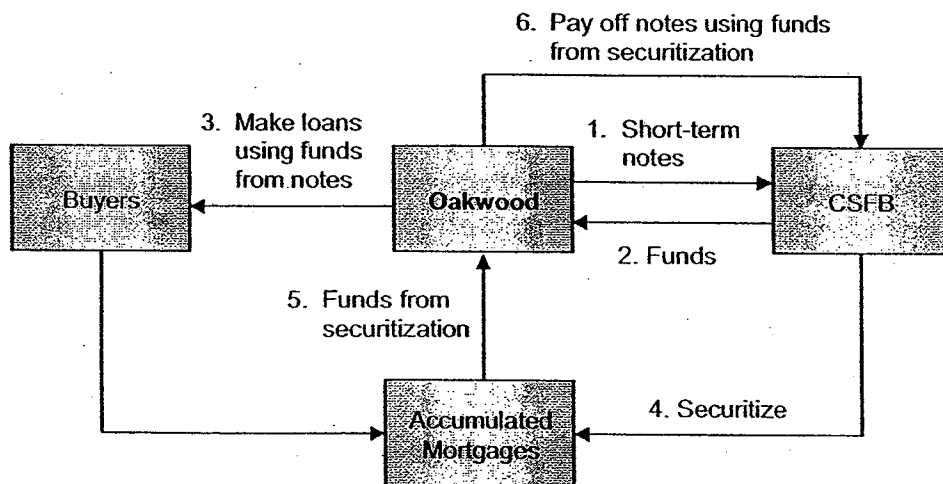 6. Pay off notes using funds
from securitization
3. Make loans
using funds
from notes
1. Short-term
notes
Buyers
Oakwood
CSFB
2. Funds
5. Funds from
securitization
Accumulated
Mortgages
4. Securitize